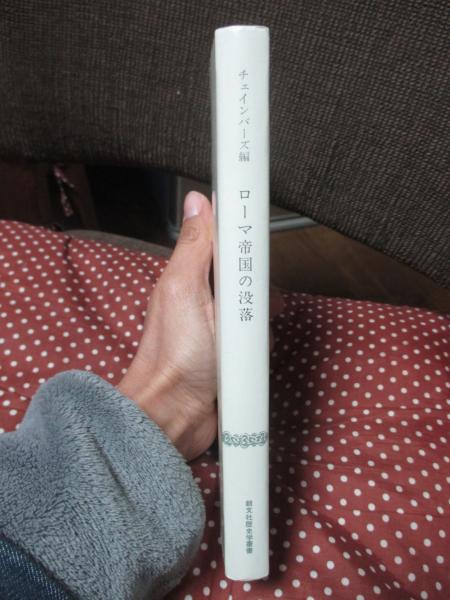 チェインバーズ編
ローマ帝国の没落
創文社歴史学叢書